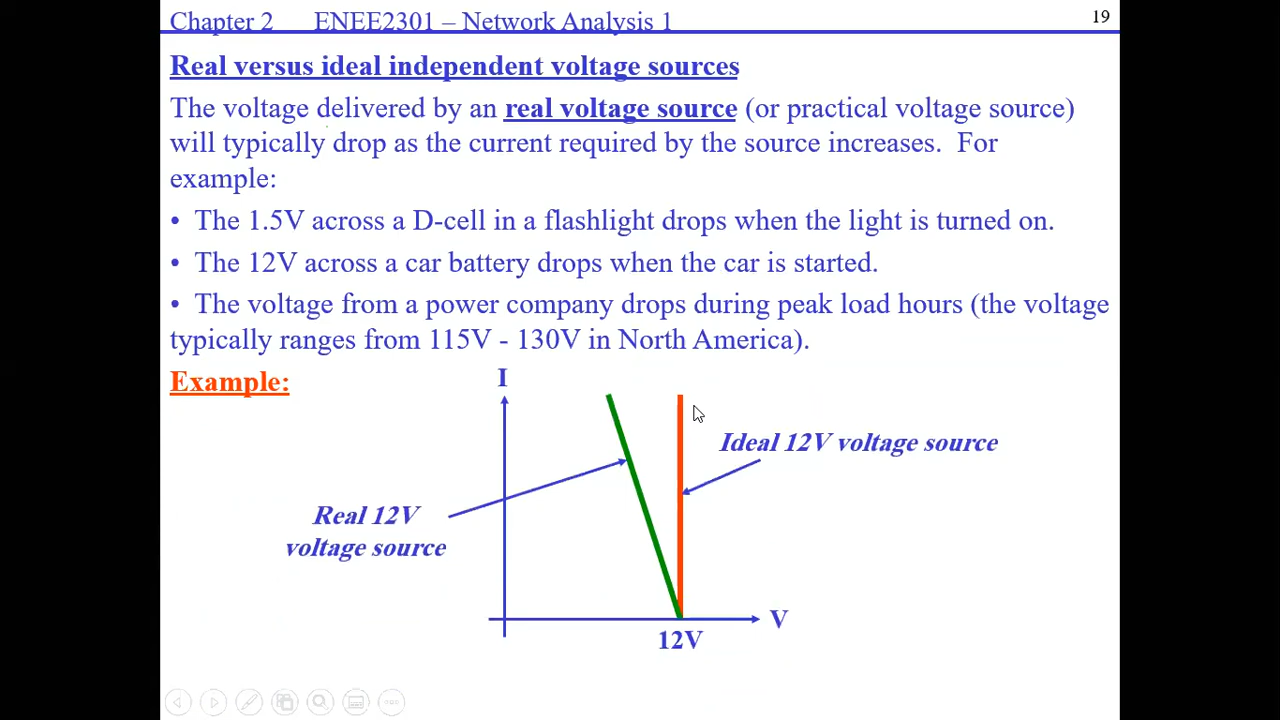 Chapter 2 ENEE2301 – Network Analysis 1
19
Real versus ideal independent voltage sources
The voltage delivered by an real voltage source (or practical voltage source)
will typically drop as the current required by the source increases. For
example:
• The 1.5V across a D-cell in a flashlight drops when the light is turned on.
• The 12V across a car battery drops when the car is started.
• The voltage from a power company drops during peak load hours (the voltage
typically ranges from 115V - 130V in North America).
Example:
I
Ideal 12V voltage source
Real 12V
voltage source
V
12V